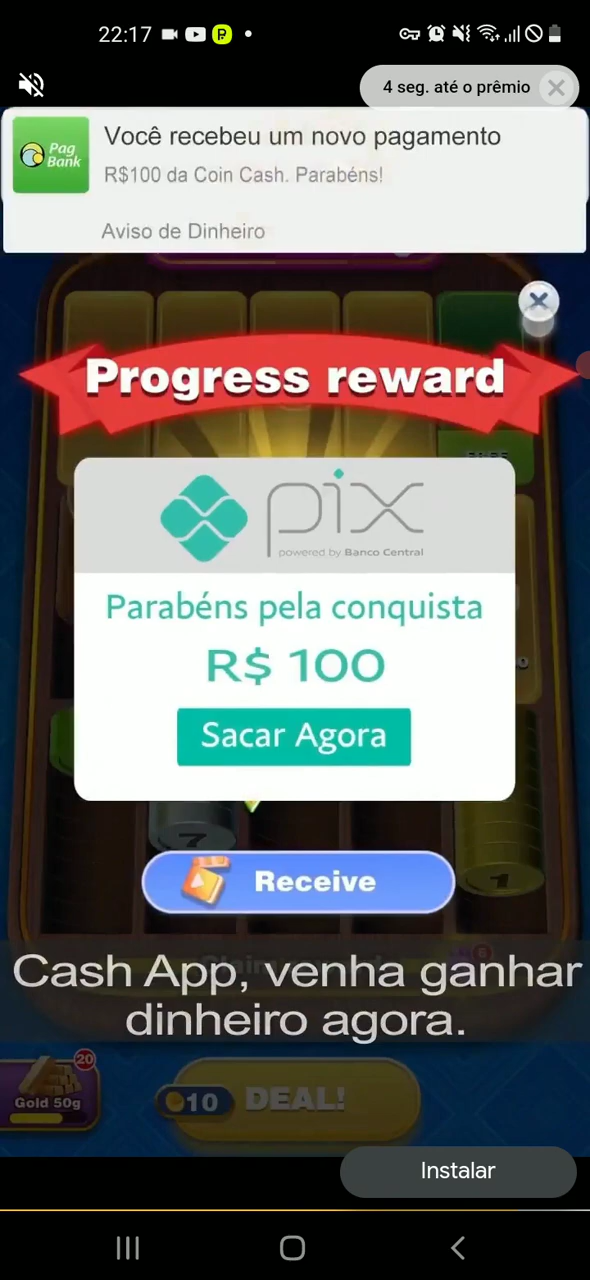 22:17
4 seg. até o prêmio
Pag
Bank
Você recebeu um novo pagamento
R$100 da Coin Cash. Parabéns!
Aviso de Dinheiro
Progress reward
pix
powered by Banco Central
Parabéns pela conquista
R$ 100
Sacar Agora
7
1
Receive
Cash App, venha ganhar
dinheiro agora.
20
Gold 50g
10 DEAL!
Instalar